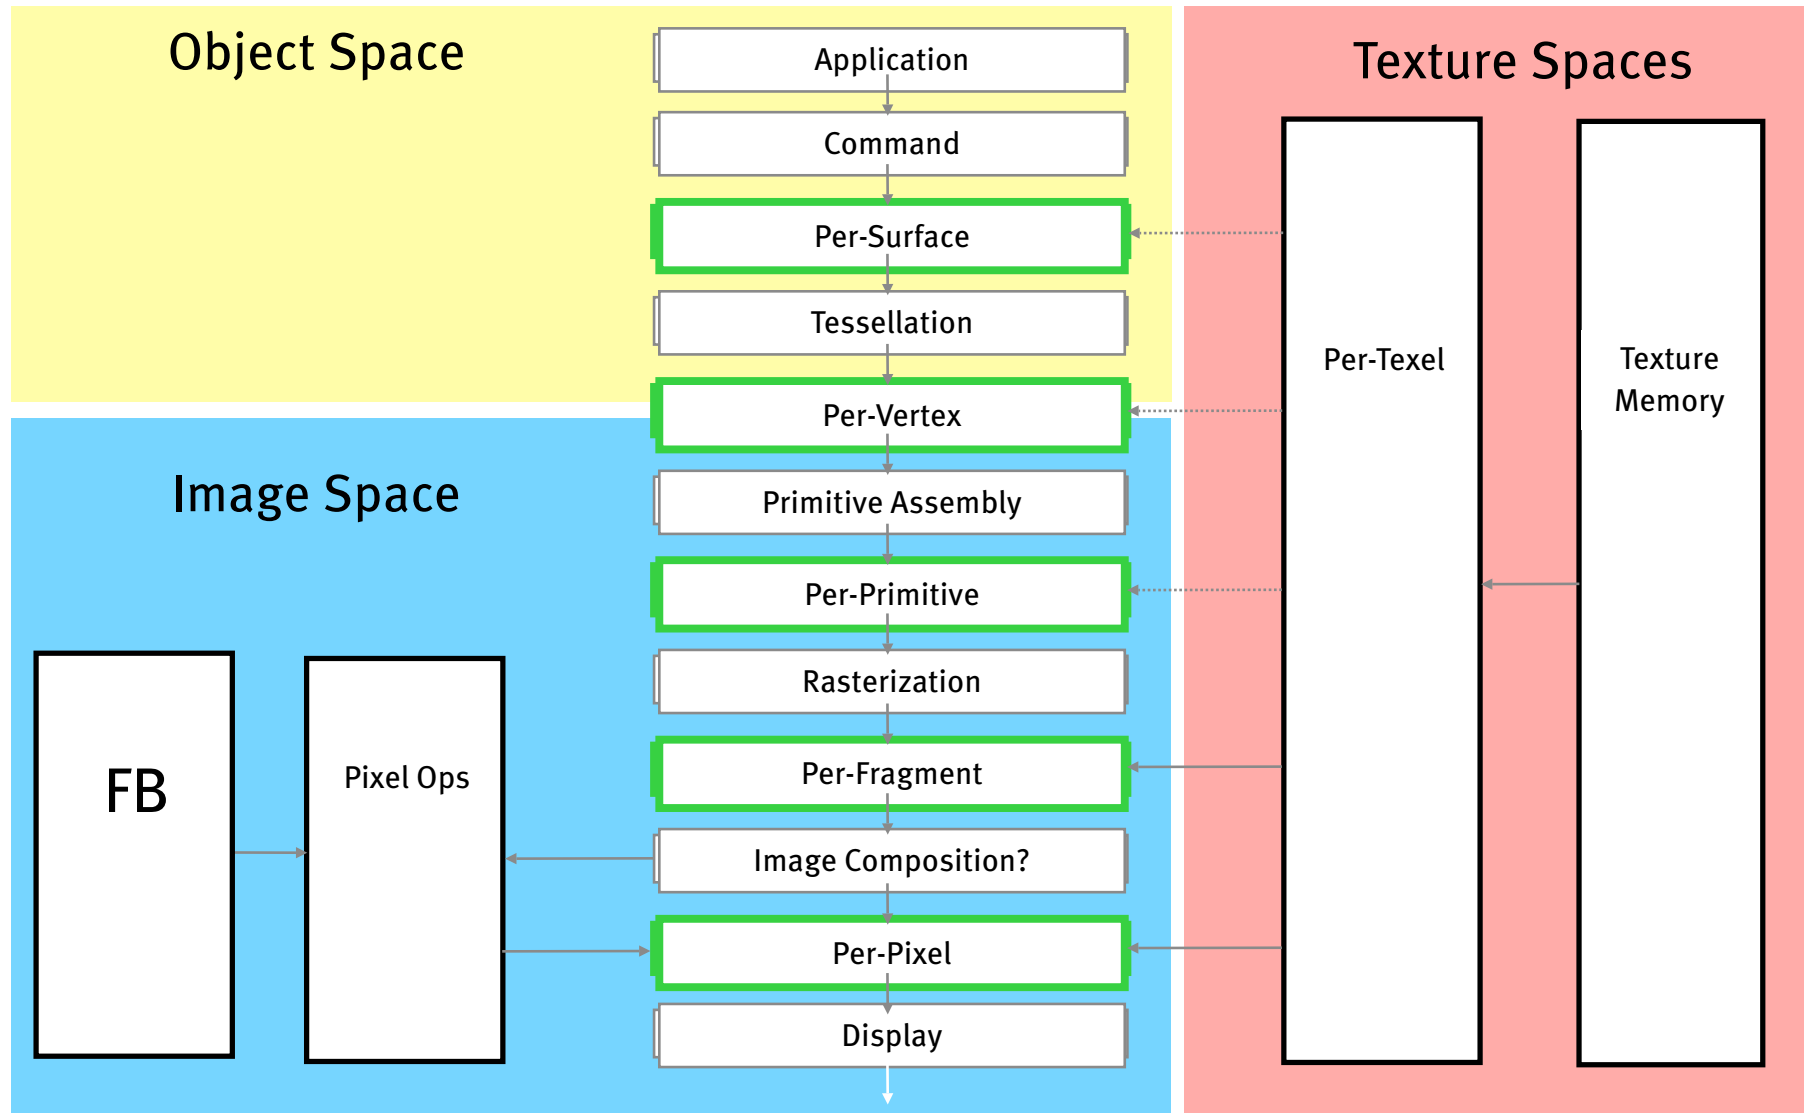 Object Space
Texture Spaces
Application
Command
Per-Surface
Tessellation
Per-Vertex
Image Space
Primitive Assembly
Per-Primitive
Rasterization
Per-Fragment
Image Composition?
Per-Pixel
Display
FB
Pixel Ops
Per-Texel
Texture
Memory